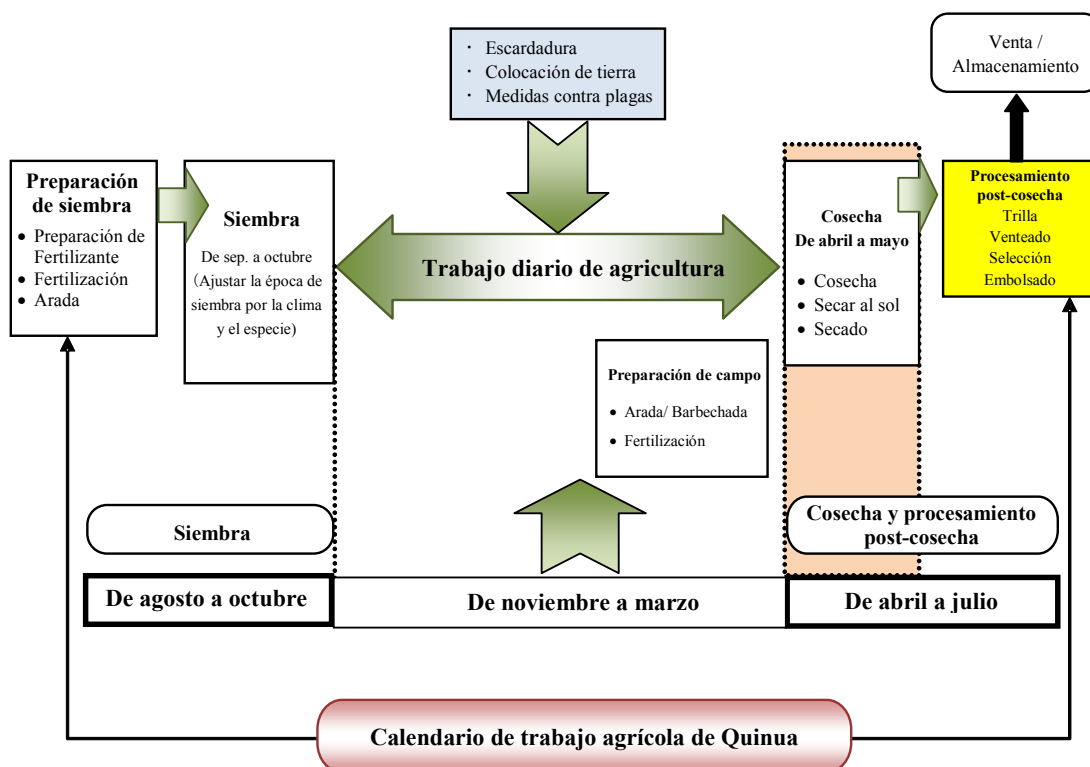 · Escardadura
· Colocación de tierra
· Medidas contra plagas
Venta /
Almacenamiento
Preparación
de siembra
• Preparación de
Fertilizante
• Fertilización
• Arada
Siembra
De sep. a octubre
(Ajustar la época de
siembra por la clima
y el especie)
Trabajo diario de agricultura
Cosecha
De abril a mayo
• Cosecha
• Secar al sol
• Secado
Procesamiento
post-cosecha
Trilla
Venteado
Selección
Embolsado
Preparación de campo
• Arada/ Barbechada
• Fertilización
Siembra
Cosecha y procesamiento
post-cosecha
De agosto a octubre
De noviembre a marzo
De abril a julio
Calendario de trabajo agrícola de Quinua